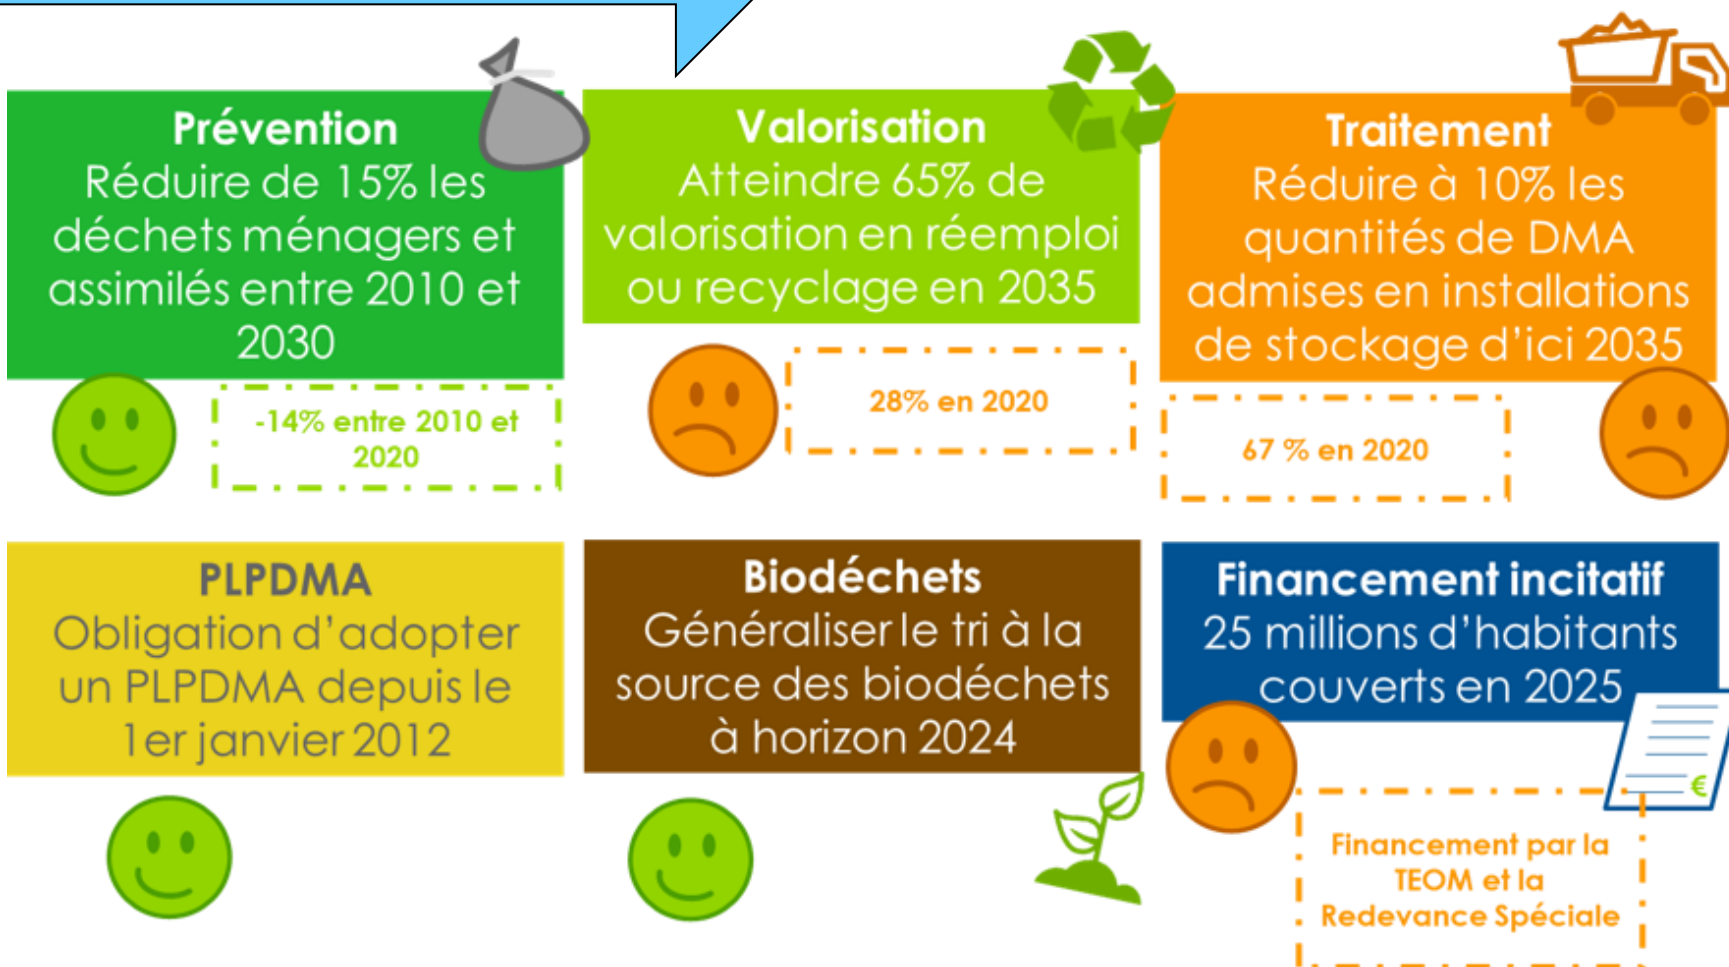 Prévention
Réduire de 15% les
déchets ménagers et
assimilés entre 2010 et
2030
-14% entre 2010 et
2020
Valorisation
Atteindre 65% de
valorisation en réemploi
ou recyclage en 2035
28% en 2020
Traitement
Réduire à 10% les
quantités de DMA
admises en installations
de stockage d'ici 2035
67 % en 2020
PLPDMA
Obligation d'adopter
un PLPDMA depuis le
1er janvier 2012
Biodéchets
Généraliser le tri à la
source des biodéchets
à horizon 2024
Financement incitatif
25 millions d'habitants
couverts en 2025
€
Financement par la
TEOM et la
Redevance Spéciale